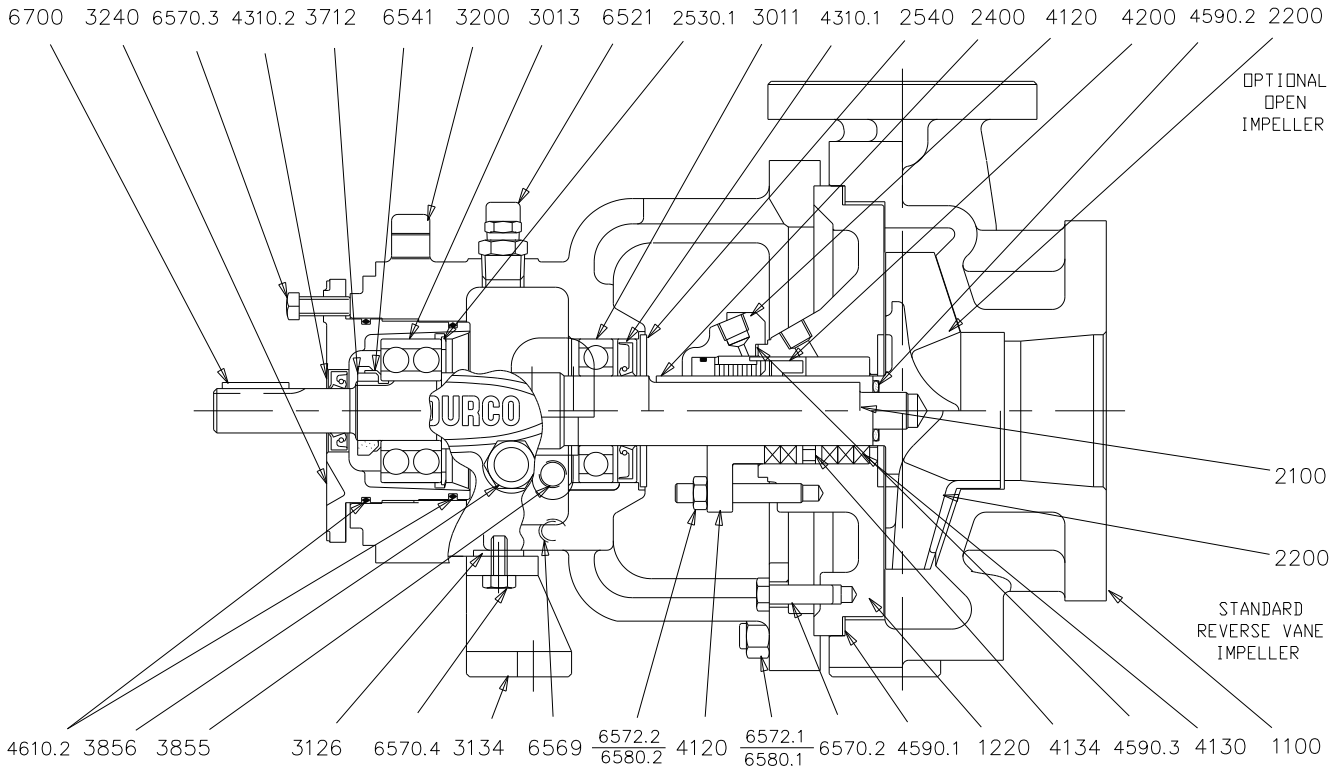 6700 3240 6570.3 4310.2 3712 6541 3200 3013 6521 2530.1 3011 4310.1 2540 2400 4120 4200 4590.2 2200
OPTIONAL
OPEN
IMPELLER
DURCO
2100
2200
STANDARD
REVERSE VANE
IMPELLER
4610.2 3856 3855 3126 6570.4 3134 6569 6572.2 4120 6572.1 6570.2 4590.1 1220 4134 4590.3 4130 1100
6580.2 6580.1